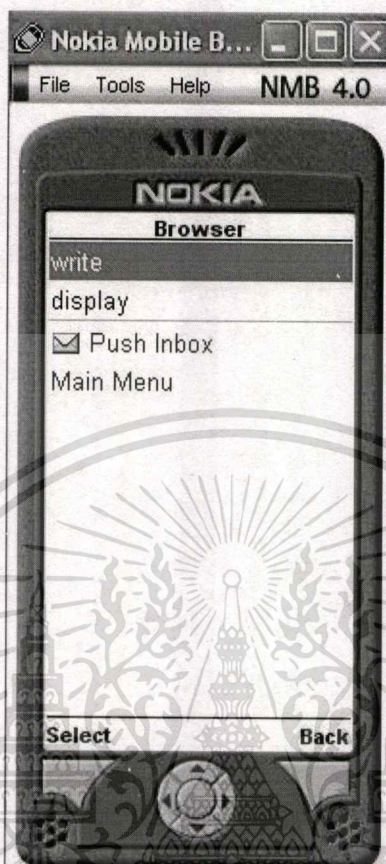 Nokia Mobile B...
File Tools Help NMB 4.0
NOKIA
Browser
write
display
Push Inbox
Main Menu
Select Back